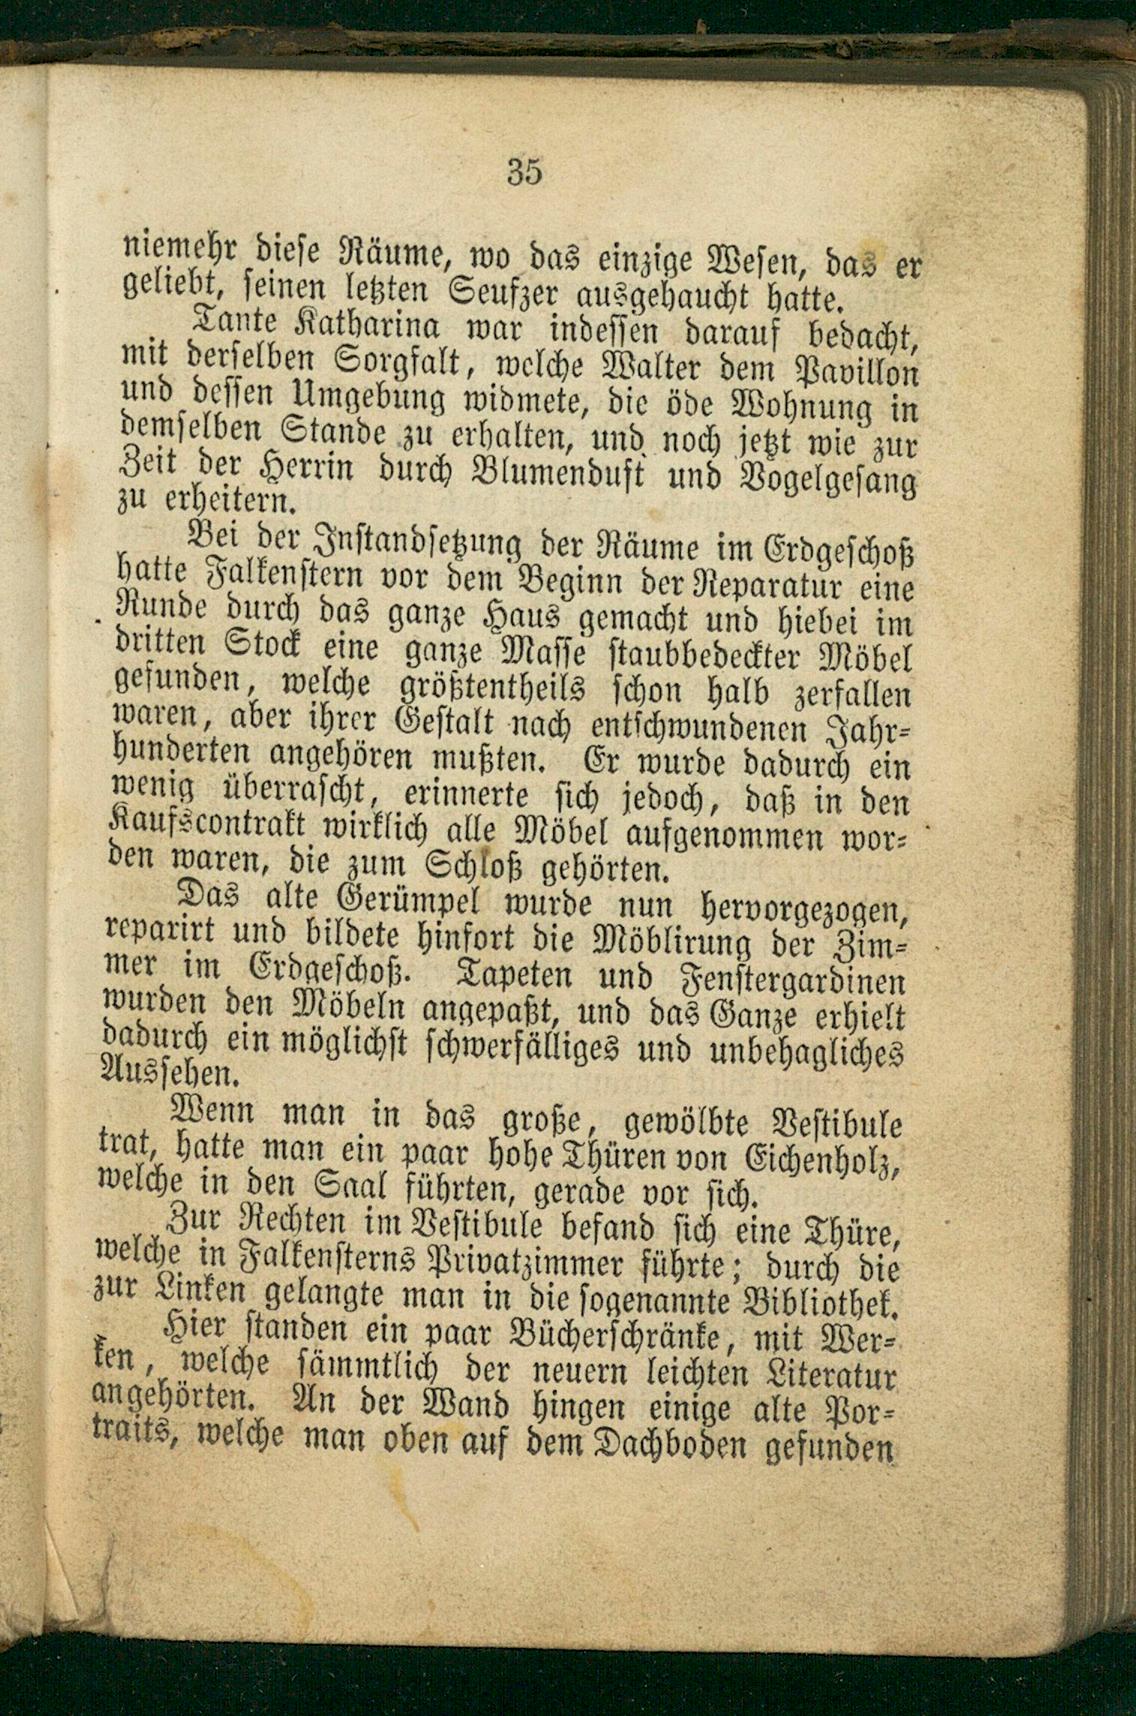 35
niemehr diese Räume, wo das einzige Wesen, das er
geliebt, seinen letzten Seufzer ausgehaucht hatte.
Tante Katharina war indessen darauf bedacht,
mit derselben Sorgfalt, welche Walter dem Pavillon
und dessen Umgebung widmete, die öde Wohnung in
demselben Stande zu erhalten, und noch jetzt wie zur
Zeit der Herrin durch Blumenduft und Vogelgesang
zu erheitern.
Bei der Instandsetzung der Räume im Erdgeschoß
hatte Falkenstern vor dem Beginn der Reparatur eine
Runde durch das ganze Haus gemacht und hiebei im
dritten Stock eine ganze Masse staubbedeckter Möbel
gefunden, welche größtentheils schon halb zerfallen
waren, aber ihrer Gestalt nach entschwundenen Jahr-
hunderten angehören mußten. Er wurde dadurch ein
wenig überrascht, erinnerte sich jedoch, daß in den
Kaufscontrakt wirklich alle Möbel aufgenommen wor-
den waren, die zum Schloß gehörten.
Das alte Gerümpel wurde nun hervorgezogen,
reparirt und bildete hinfort die Möblirung der Zim-
mer im Erdgeschoß. Tapeten und Fenstergardinen
wurden den Möbeln angepaßt, und das Ganze erhielt
dadurch ein möglichst schwerfälliges und unbehagliches
Aussehen.
Wenn man in das große, gewölbte Vestibule
trat, hatte man ein paar hohe Thüren von Eichenholz,
welche in den Saal führten, gerade vor sich.
Zur Rechten im Vestibule befand sich eine Thüre,
welche in Falkensterns Privatzimmer führte; durch die
zur Linken gelangte man in die sogenannte Bibliothek.
Hier standen ein paar Bücherschränke, mit Wer-
ken, welche sämmtlich der neuern leichten Literatur
angehörten. An der Wand hingen einige alte Por-
traits, welche man oben auf dem Dachboden gefunden